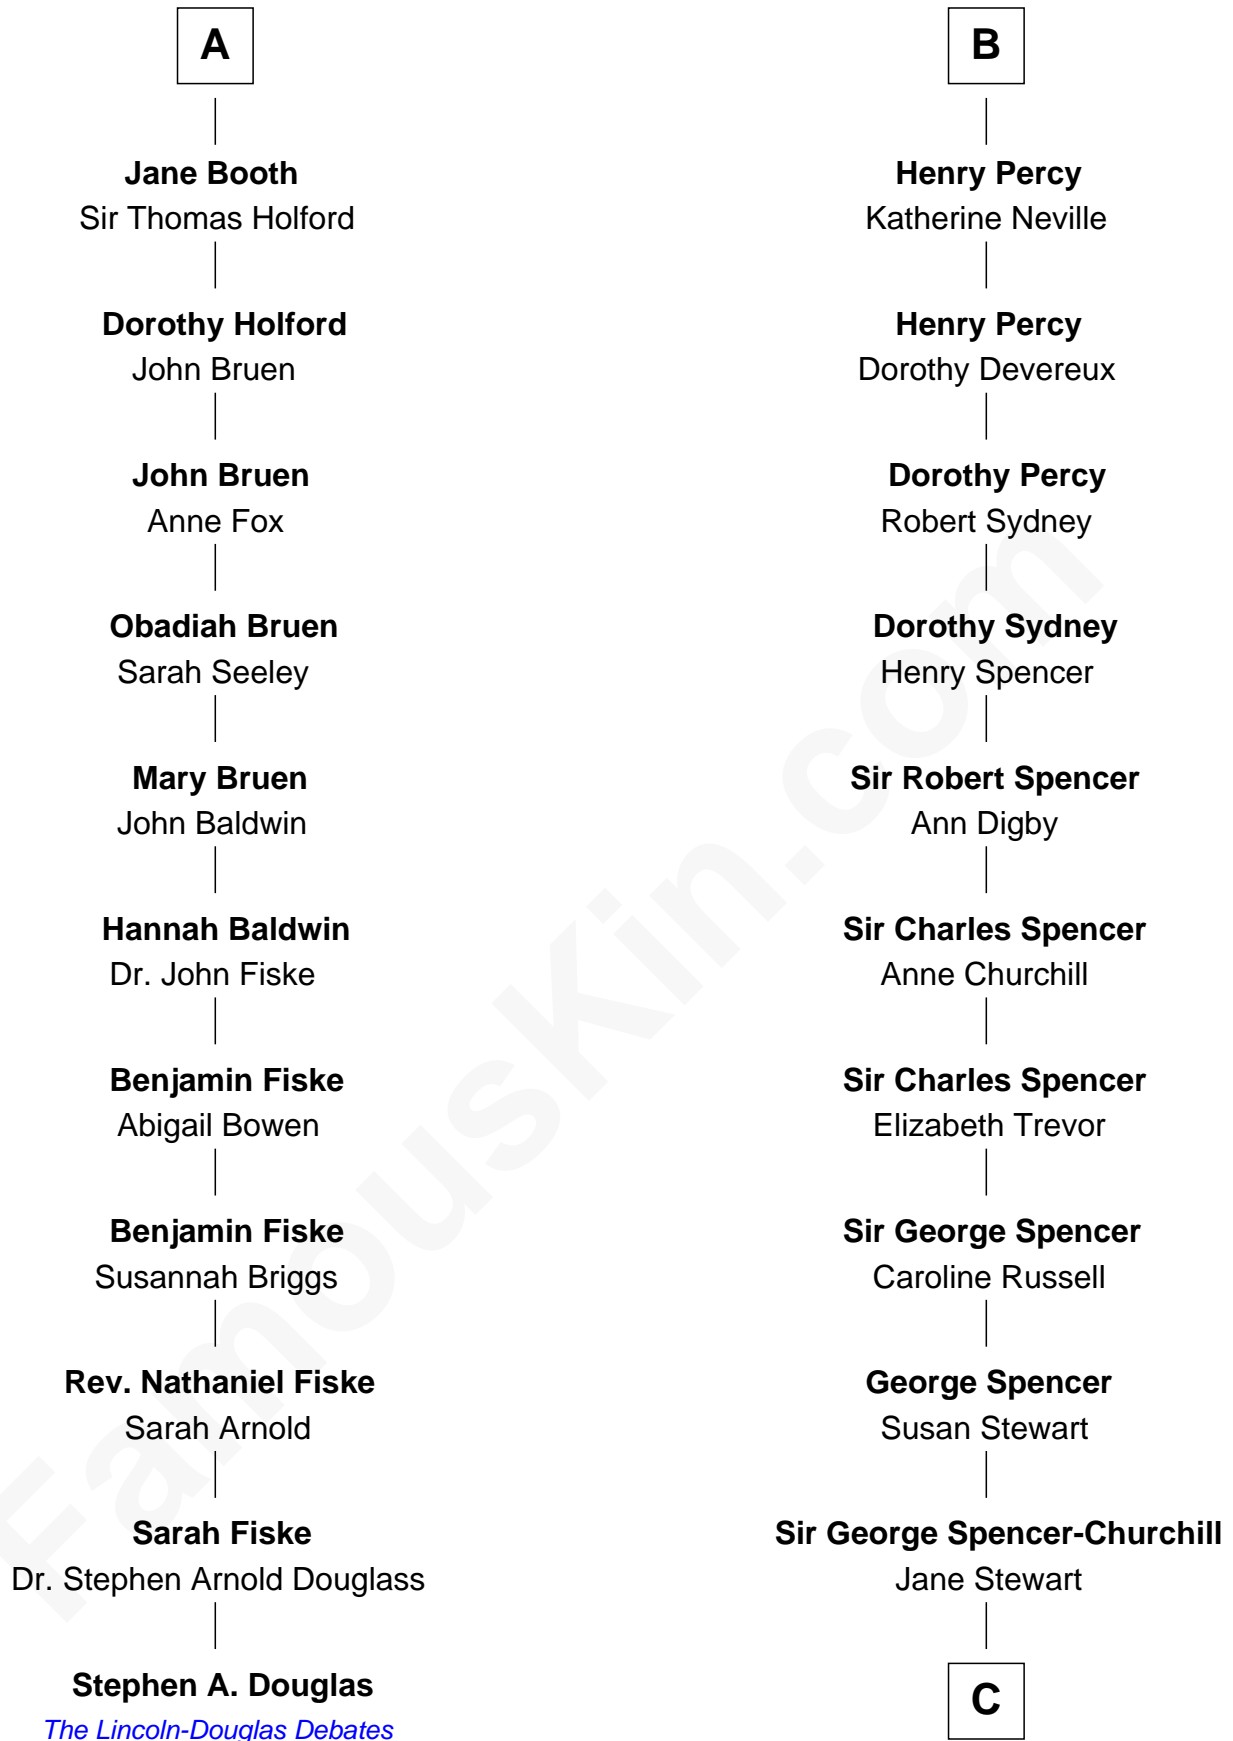 A
Jane Booth
Sir Thomas Holford
Dorothy Holford
John Bruen
John Bruen
Anne Fox
Obadiah Bruen
Sarah Seeley
Mary Bruen
John Baldwin
Hannah Baldwin
Dr. John Fiske
Benjamin Fiske
Abigail Bowen
Benjamin Fiske
Susannah Briggs
Rev. Nathaniel Fiske
Sarah Arnold
Sarah Fiske
Dr. Stephen Arnold Douglass
Stephen A. Douglas
The Lincoln-Douglas Debates
B
Henry Percy
Katherine Neville
Henry Percy
Dorothy Devereux
Dorothy Percy
Robert Sydney
Dorothy Sydney
Henry Spencer
Sir Robert Spencer
Ann Digby
Sir Charles Spencer
Anne Churchill
Sir Charles Spencer
Elizabeth Trevor
Sir George Spencer
Caroline Russell
George Spencer
Susan Stewart
Sir George Spencer-Churchill
Jane Stewart
C
FamousKin.com